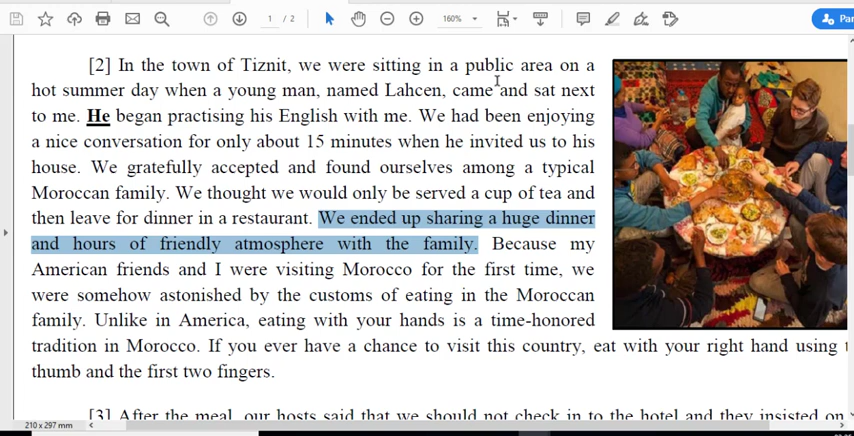 1 / 2
160%
Par
[2] In the town of Tiznit, we were sitting in a public area on a
hot summer day when a young man, named Lahcen, came and sat next
to me. He began practising his English with me. We had been enjoying
a nice conversation for only about 15 minutes when he invited us to his
house. We gratefully accepted and found ourselves among a typical
Moroccan family. We thought we would only be served a cup of tea and
then leave for dinner in a restaurant. We ended up sharing a huge dinner
and hours of friendly atmosphere with the family. Because my
American friends and I were visiting Morocco for the first time, we
were somehow astonished by the customs of eating in the Moroccan
family. Unlike in America, eating with your hands is a time-honored
tradition in Morocco. If you ever have a chance to visit this country, eat with your right hand using
thumb and the first two fingers.
[3] After the meal, our hosts said that we should not check in to the hotel and they insisted on
210 x 297 mm